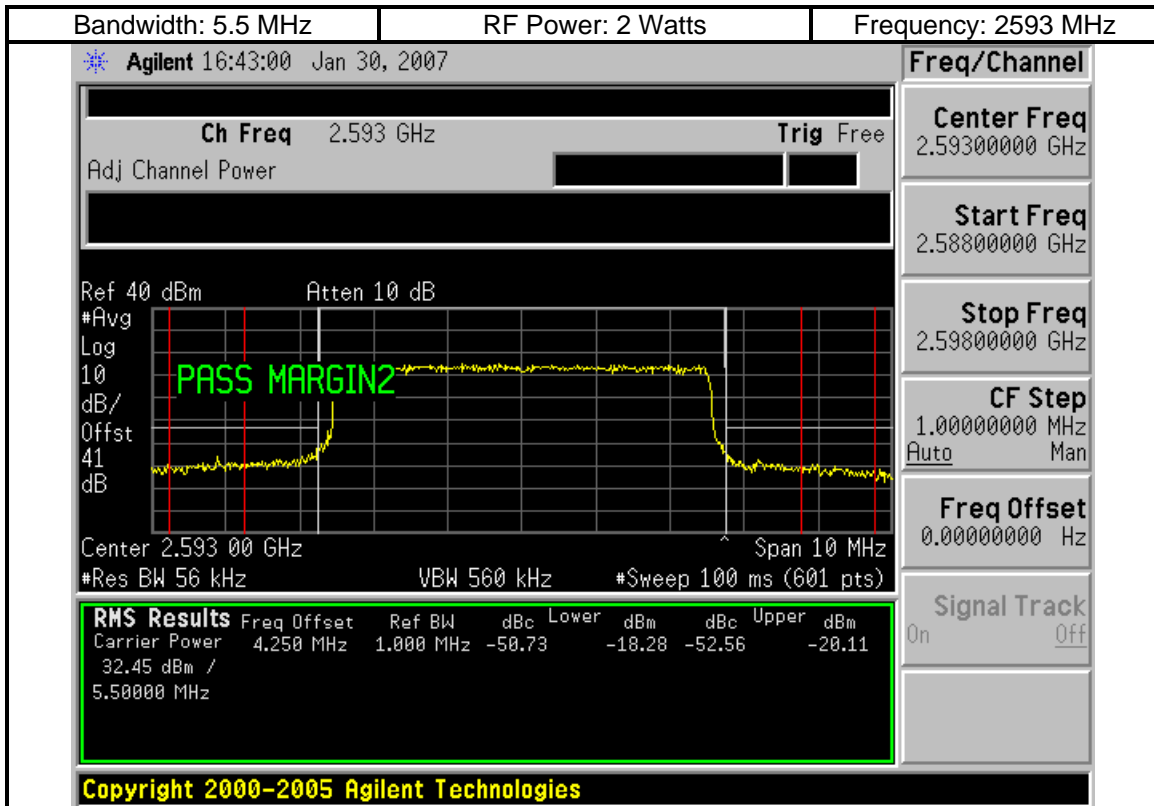 Bandwidth: 5.5 MHz RF Power: 2 Watts Frequency: 2593 MHz
Agilent 16:43:00 Jan 30, 2007
Freq/Channel
Ch Freq 2.593 GHz Trig Free
Adj Channel Power
Center Freq
2.59300000 GHz
Start Freq
2.58800000 GHz
Stop Freq
2.59800000 GHz
CF Step
1.00000000 MHz
Auto Man
Freq Offset
0.00000000 Hz
Signal Track
On Off
Ref 40 dBm Atten 10 dB
#Avg
Log
10
dB/
Offst
41
dB
PASS MARGIN2
Center 2.593 00 GHz Span 10 MHz
#Res BW 56 kHz VBW 560 kHz #Sweep 100 ms (601 pts)
RMS Results Freq Offset Ref BW dBc Lower dBm dBc Upper dBm
Carrier Power 4.250 MHz 1.000 MHz -50.73 -18.28 -52.56 -20.11
32.45 dBm /
5.50000 MHz
Copyright 2000-2005 Agilent Technologies